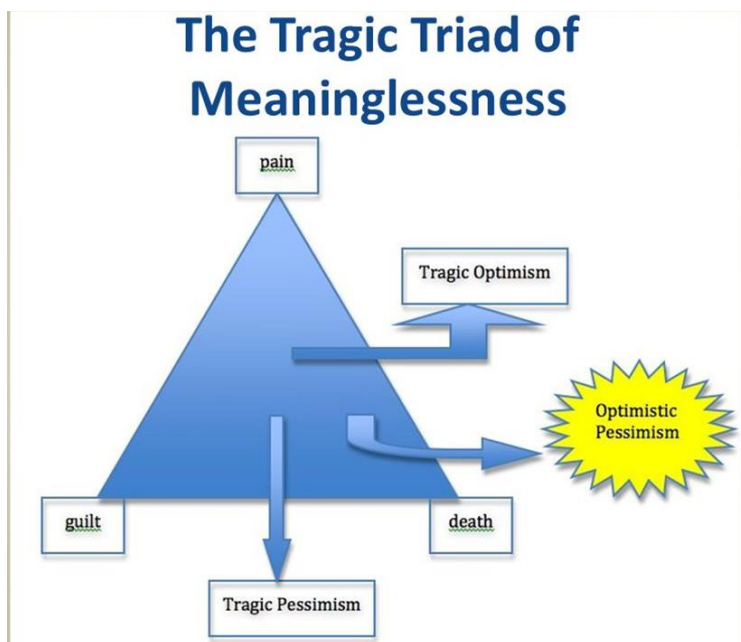 The Tragic Triad of
Meaninglessness
pain
Tragic Optimism
Optimistic
Pessimism
guilt
death
Tragic Pessimism